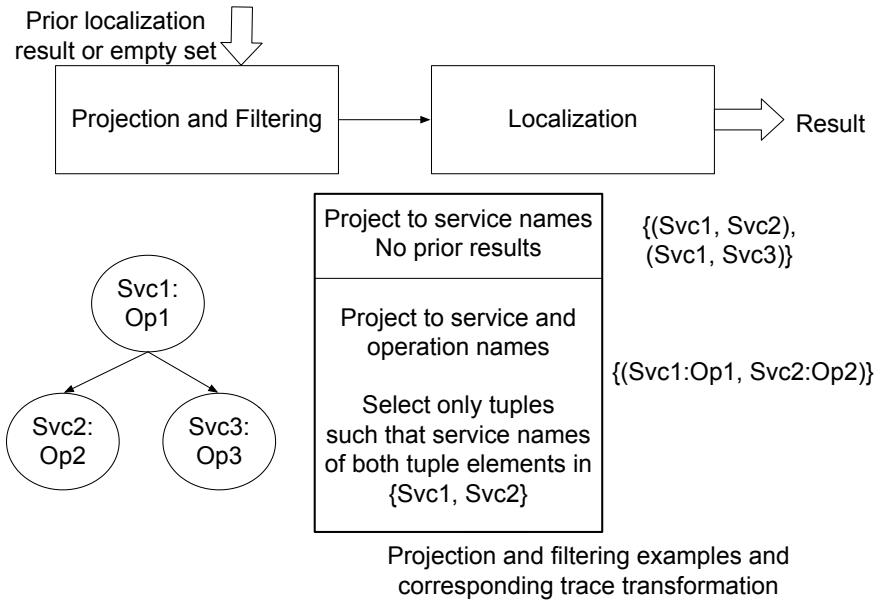 Prior localization
result or empty set
Projection and Filtering
Localization
Result
Project to service names
No prior results
{(Svc1, Svc2),
(Svc1, Svc3)}
Svc1:
Op1
Svc2:
Op2
Svc3:
Op3
Project to service and
operation names
Select only tuples
such that service names
of both tuple elements in
{Svc1, Svc2}
{(Svc1:Op1, Svc2:Op2)}
Projection and filtering examples and
corresponding trace transformation